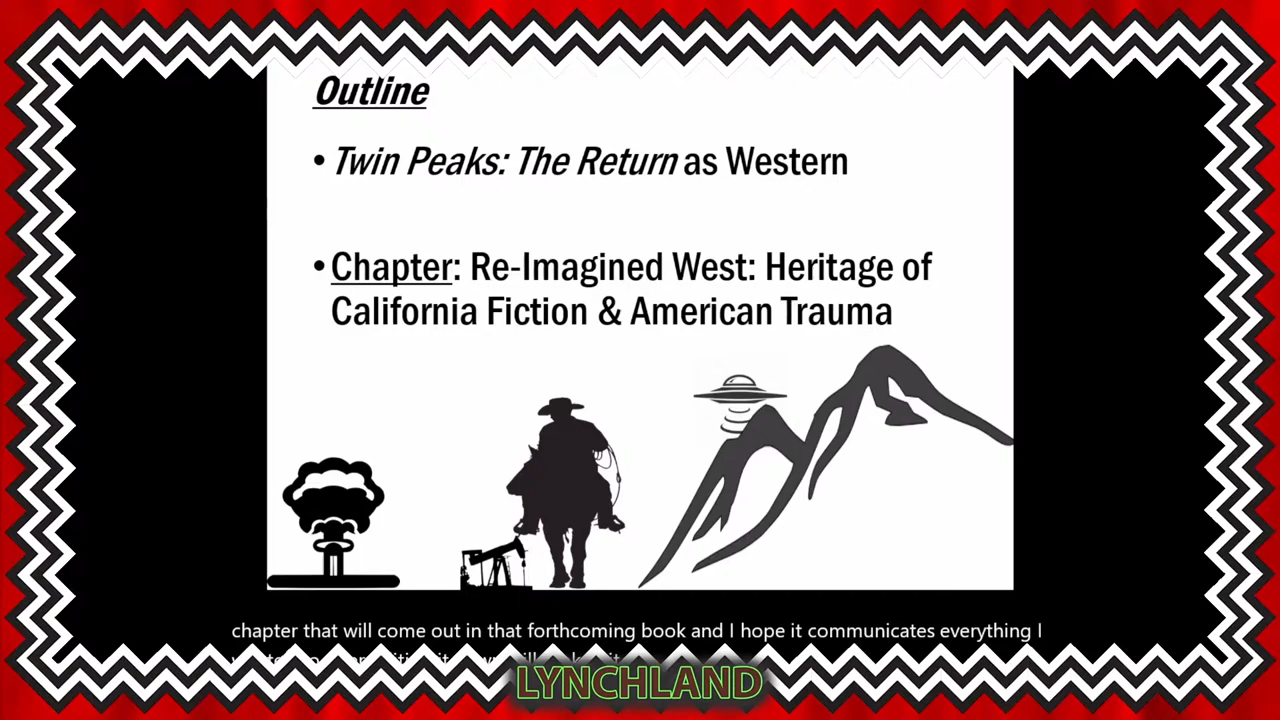 Outline
• Twin Peaks: The Return as Western
• Chapter: Re-Imagined West: Heritage of
California Fiction & American Trauma
chapter that will come out in that forthcoming book and I hope it communicates everything I
LYNCHLAND